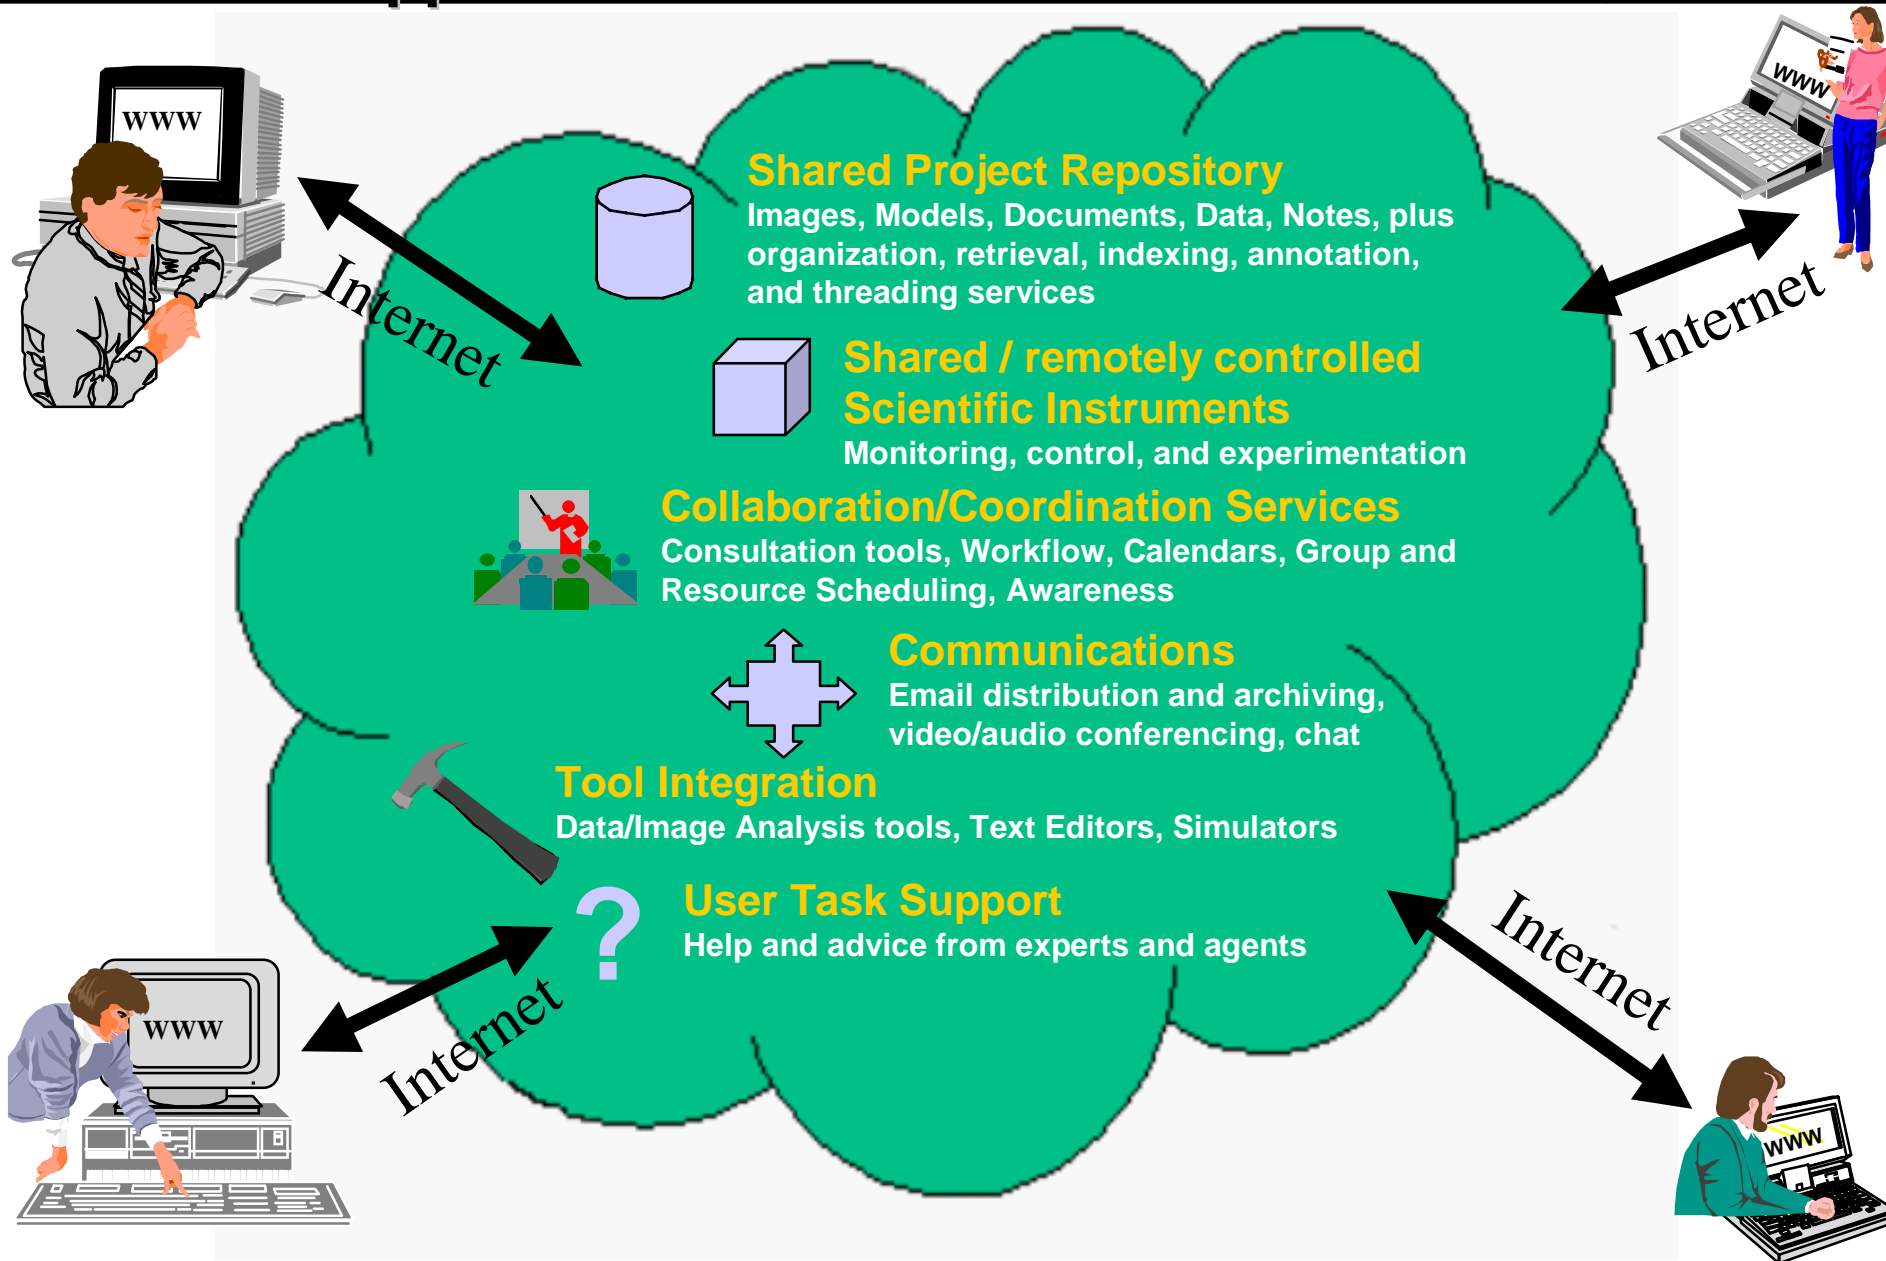 WWW
WWW
Shared Project Repository
Images, Models, Documents, Data, Notes, plus
organization, retrieval, indexing, annotation,
and threading services
Internet
Internet
Shared / remotely controlled
Scientific Instruments
Monitoring, control, and experimentation
Collaboration/Coordination Services
Consultation tools, Workflow, Calendars, Group and
Resource Scheduling, Awareness
Communications
Email distribution and archiving,
video/audio conferencing, chat
Tool Integration
Data/Image Analysis tools, Text Editors, Simulators
?
User Task Support
Help and advice from experts and agents
Internet
Internet
WWW
WWW